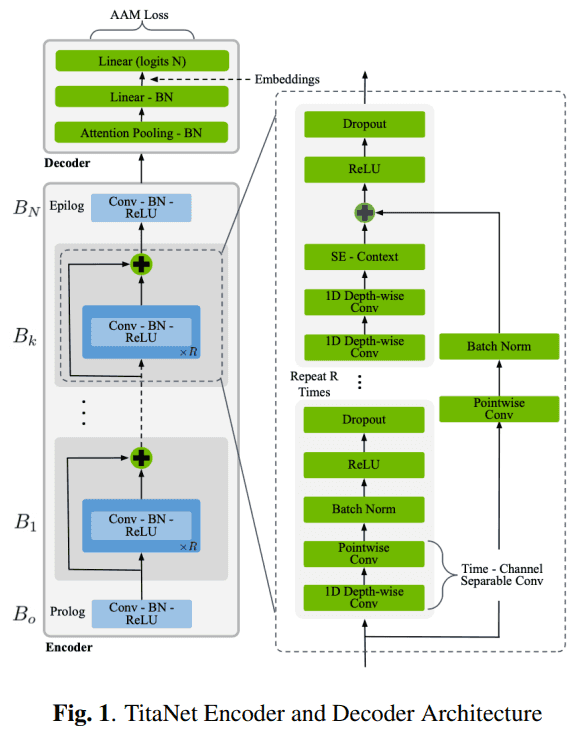 AAM Loss
Linear (logits N)
Embeddings
Linear - BN
Attention Pooling - BN
Decoder
B_N
Epilog
Conv - BN -
ReLU
B_k
Conv - BN -
ReLU
×R
B_1
Conv - BN -
ReLU
×R
B_o
Prolog
Conv - BN -
ReLU
Encoder
Dropout
ReLU
SE - Context
1D Depth-wise
Conv
1D Depth-wise
Conv
Batch Norm
Repeat R
Times
Pointwise
Conv
Dropout
ReLU
Batch Norm
Pointwise
Conv
1D Depth-wise
Conv
Time - Channel
Separable Conv
Fig. 1. TitaNet Encoder and Decoder Architecture